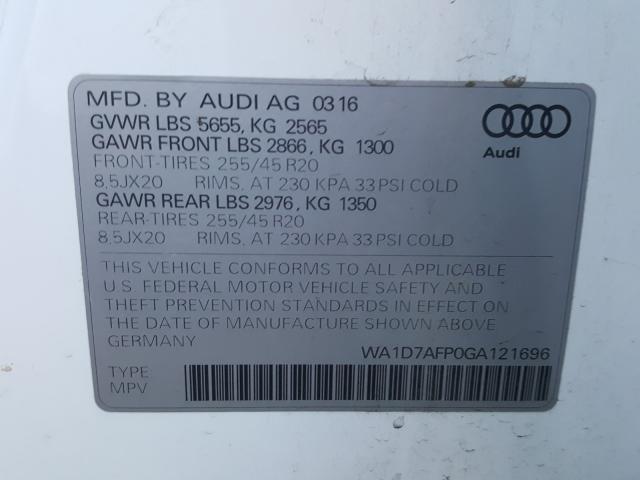 MFD. BY AUDI AG 03 16
GVWR LBS 5655, KG 2565
GAWR FRONT LBS 2866, KG 1300
FRONT-TIRES 255/45 R20
8,5JX20 RIMS, AT 230 KPA 33 PSI COLD
GAWR REAR LBS 2976, KG 1350
REAR-TIRES 255/45 R20
8,5JX20 RIMS, AT 230 KPA 33 PSI COLD
Audi
THIS VEHICLE CONFORMS TO ALL APPLICABLE
U.S. FEDERAL MOTOR VEHICLE SAFETY AND
THEFT PREVENTION STANDARDS IN EFFECT ON
THE DATE OF MANUFACTURE SHOWN ABOVE
GERMANY
WA1D7AFP0GA121696
TYPE
MPV